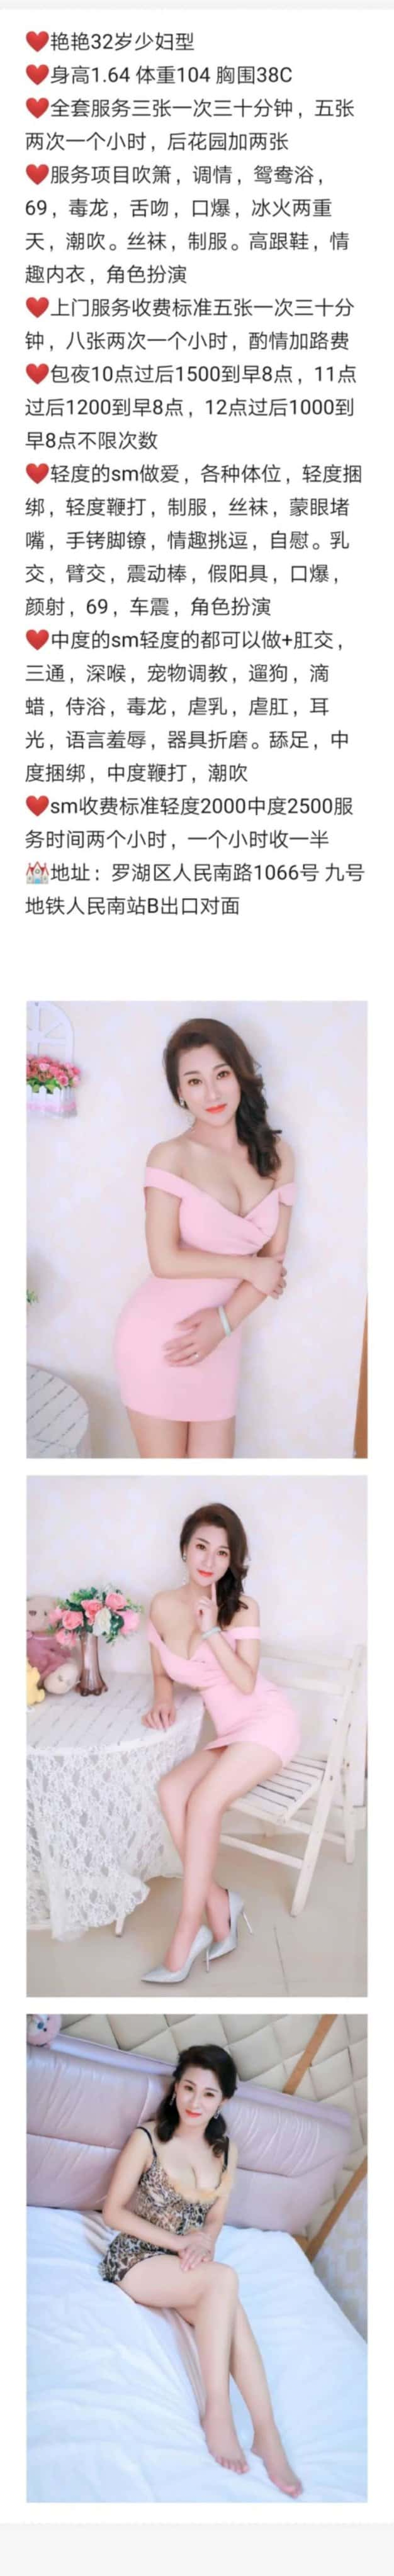 ❤️艳艳32岁少妇型
❤️身高1.64 体重104 胸围38C
❤️全套服务三张一次三十分钟，五张
两次一个小时，后花园加两张
❤️服务项目吹箫，调情，鸳鸯浴，
69，毒龙，舌吻，口爆，冰火两重
天，潮吹。丝袜，制服。高跟鞋，情
趣内衣，角色扮演
❤️上门服务收费标准五张一次三十分
钟，八张两次一个小时，酌情加路费
❤️包夜10点过后1500到早8点，11点
过后1200到早8点，12点过后1000到
早8点不限次数
❤️轻度的sm做爱，各种体位，轻度捆
绑，轻度鞭打，制服，丝袜，蒙眼堵
嘴，手铐脚镣，情趣挑逗，自慰。乳
交，臂交，震动棒，假阳具，口爆，
颜射，69，车震，角色扮演
❤️中度的sm轻度的都可以做+肛交，
三通，深喉，宠物调教，遛狗，滴
蜡，侍浴，毒龙，虐乳，虐肛，耳
光，语言羞辱，器具折磨。舔足，中
度捆绑，中度鞭打，潮吹
❤️sm收费标准轻度2000中度2500服
务时间两个小时，一个小时收一半
💒地址：罗湖区人民南路1066号 九号
地铁人民南站B出口对面